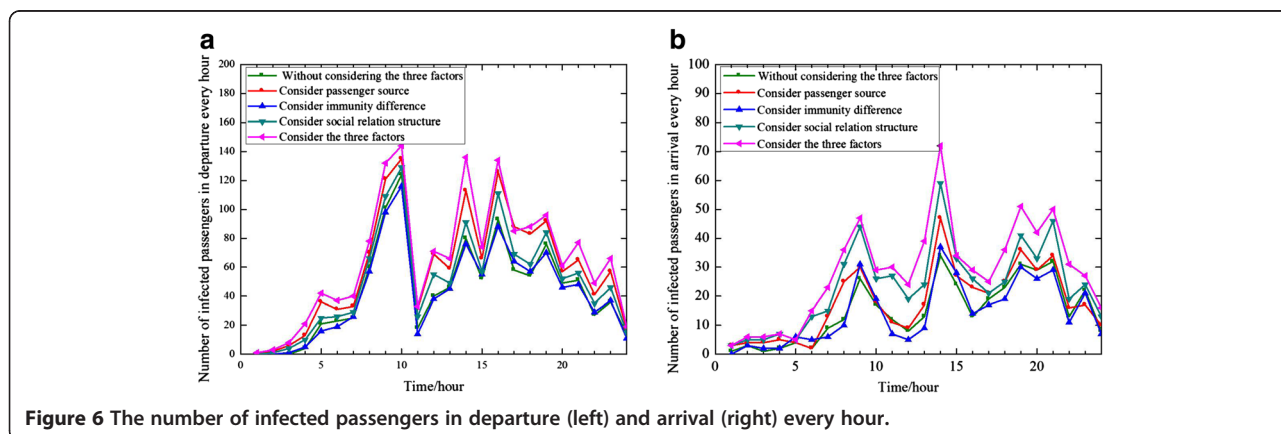 a
200
180
160
140
120
100
80
60
40
20
0
0 5 10 15 20
Number of infected passengers in departure every hour
Time/hour
Without considering the three factors
Consider passenger source
Consider immunity difference
Consider social relation structure
Consider the three factors
b
100
90
80
70
60
50
40
30
20
10
0
0 5 10 15 20
Number of infected passengers in arrival every hour
Time/hour
Without considering the three factors
Consider passenger source
Consider immunity difference
Consider social relation structure
Consider the three factors
Figure 6 The number of infected passengers in departure (left) and arrival (right) every hour.